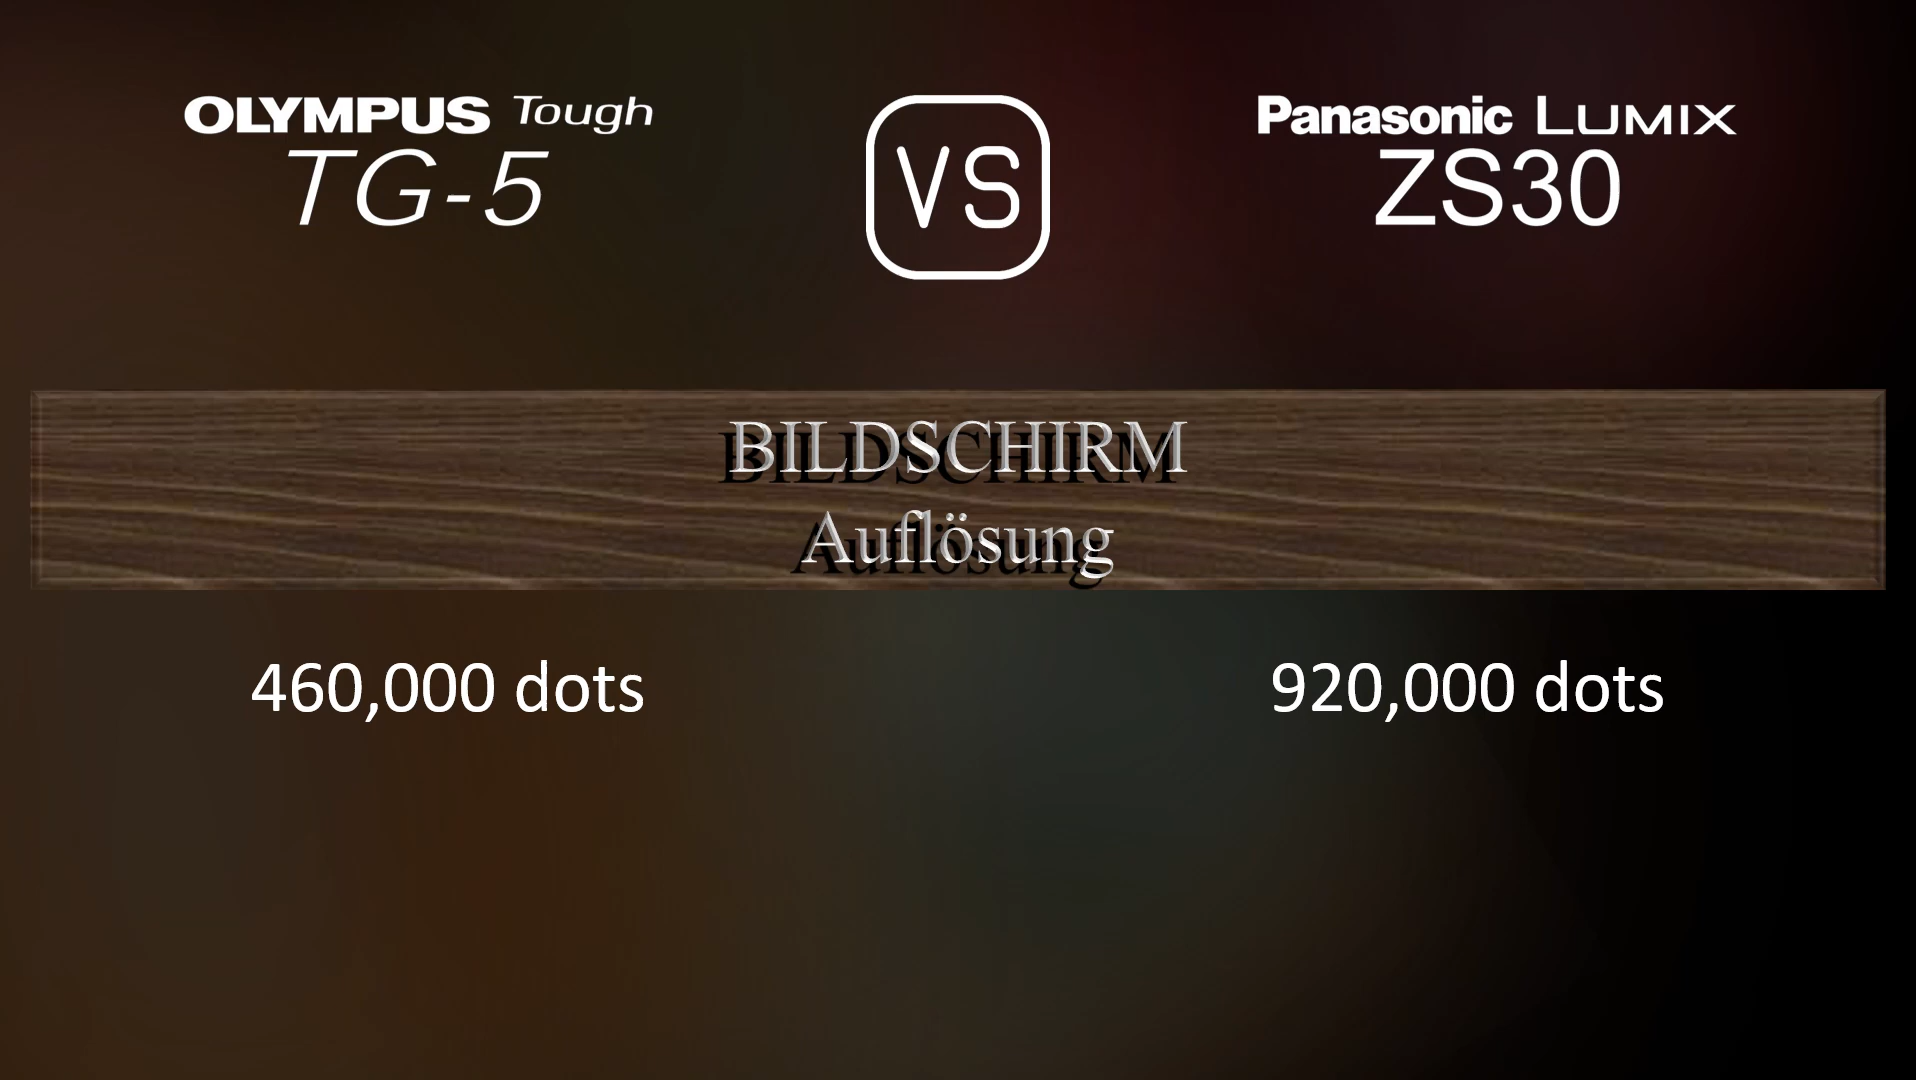 OLYMPUS Tough
TG-5
VS
Panasonic LUMIX
ZS30
BILDSCHIRM
Auflösung
460,000 dots
920,000 dots